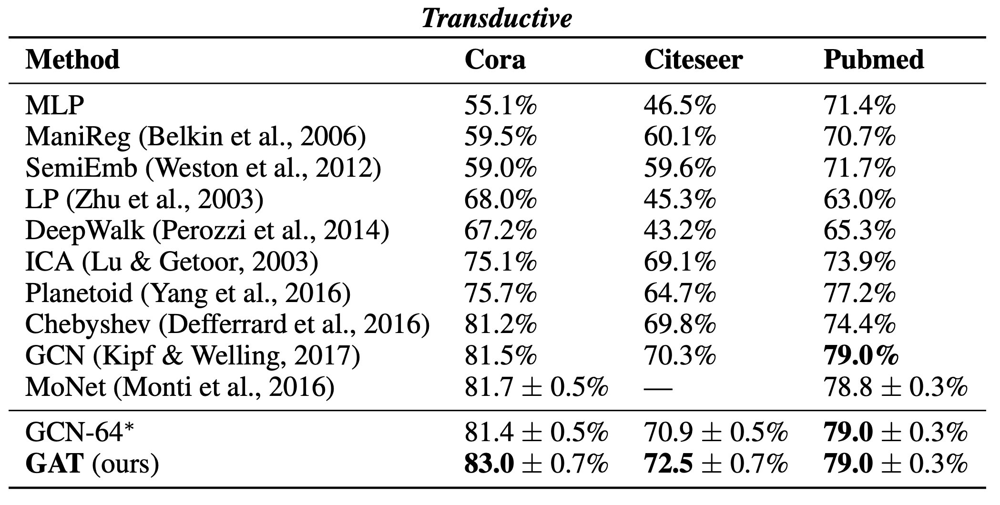 Transductive
Method Cora Citeseer Pubmed
MLP 55.1% 46.5% 71.4%
ManiReg (Belkin et al., 2006) 59.5% 60.1% 70.7%
SemiEmb (Weston et al., 2012) 59.0% 59.6% 71.7%
LP (Zhu et al., 2003) 68.0% 45.3% 63.0%
DeepWalk (Perozzi et al., 2014) 67.2% 43.2% 65.3%
ICA (Lu & Getoor, 2003) 75.1% 69.1% 73.9%
Planetoid (Yang et al., 2016) 75.7% 64.7% 77.2%
Chebyshev (Defferrard et al., 2016) 81.2% 69.8% 74.4%
GCN (Kipf & Welling, 2017) 81.5% 70.3% 79.0%
MoNet (Monti et al., 2016) 81.7 ± 0.5% — 78.8 ± 0.3%
GCN-64* 81.4 ± 0.5% 70.9 ± 0.5% 79.0 ± 0.3%
GAT (ours) 83.0 ± 0.7% 72.5 ± 0.7% 79.0 ± 0.3%